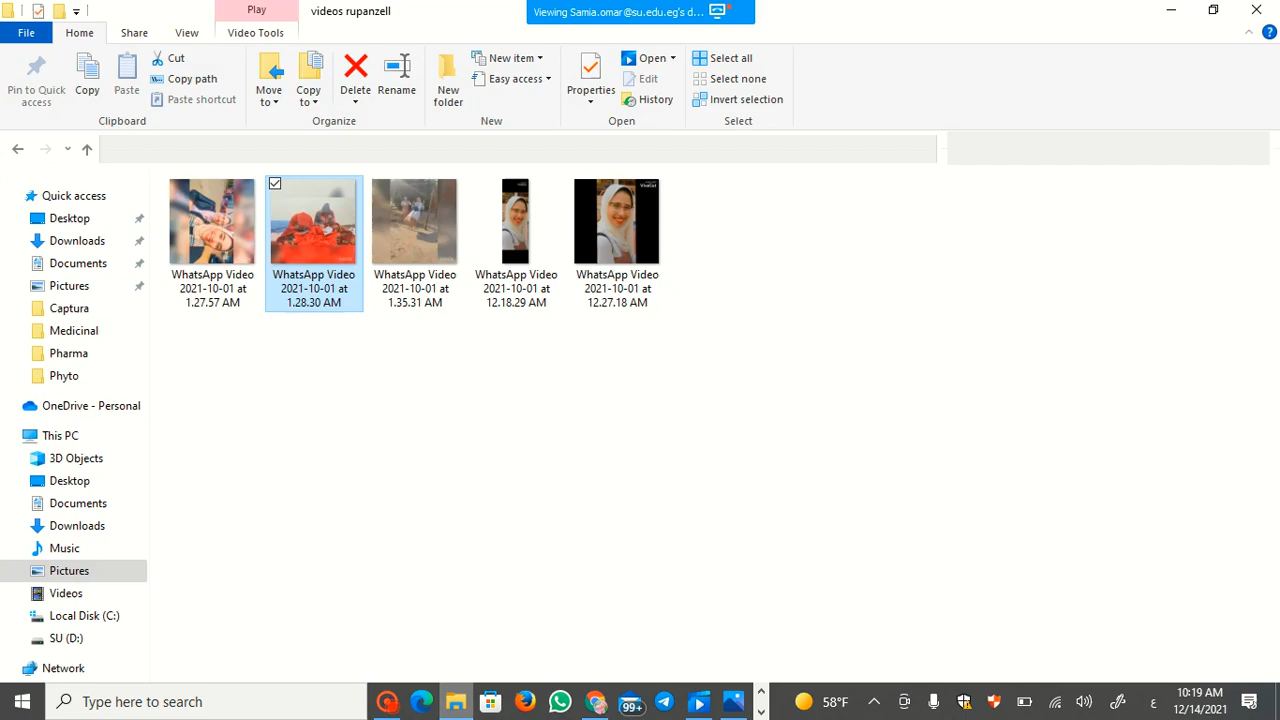 Play
videos rupanzell
Viewing Samia.omar@su.edu.eg's d...
File
Home
Share
View
Video Tools
Pin to Quick access
Copy
Paste
Cut
Copy path
Paste shortcut
Clipboard
Move to
Copy to
Delete
Rename
Organize
New folder
New item
Easy access
New
Properties
Open
Edit
History
Open
Select all
Select none
Invert selection
Select
Quick access
Desktop
Downloads
Documents
Pictures
Captura
Medicinal
Pharma
Phyto
OneDrive - Personal
This PC
3D Objects
Desktop
Documents
Downloads
Music
Pictures
Videos
Local Disk (C:)
SU (D:)
Network
WhatsApp Video
2021-10-01 at
1.27.57 AM
WhatsApp Video
2021-10-01 at
1.28.30 AM
WhatsApp Video
2021-10-01 at
1.35.31 AM
WhatsApp Video
2021-10-01 at
12.18.29 AM
VivaCut
WhatsApp Video
2021-10-01 at
12.27.18 AM
Type here to search
99+
58°F
ع
10:19 AM
12/14/2021
3